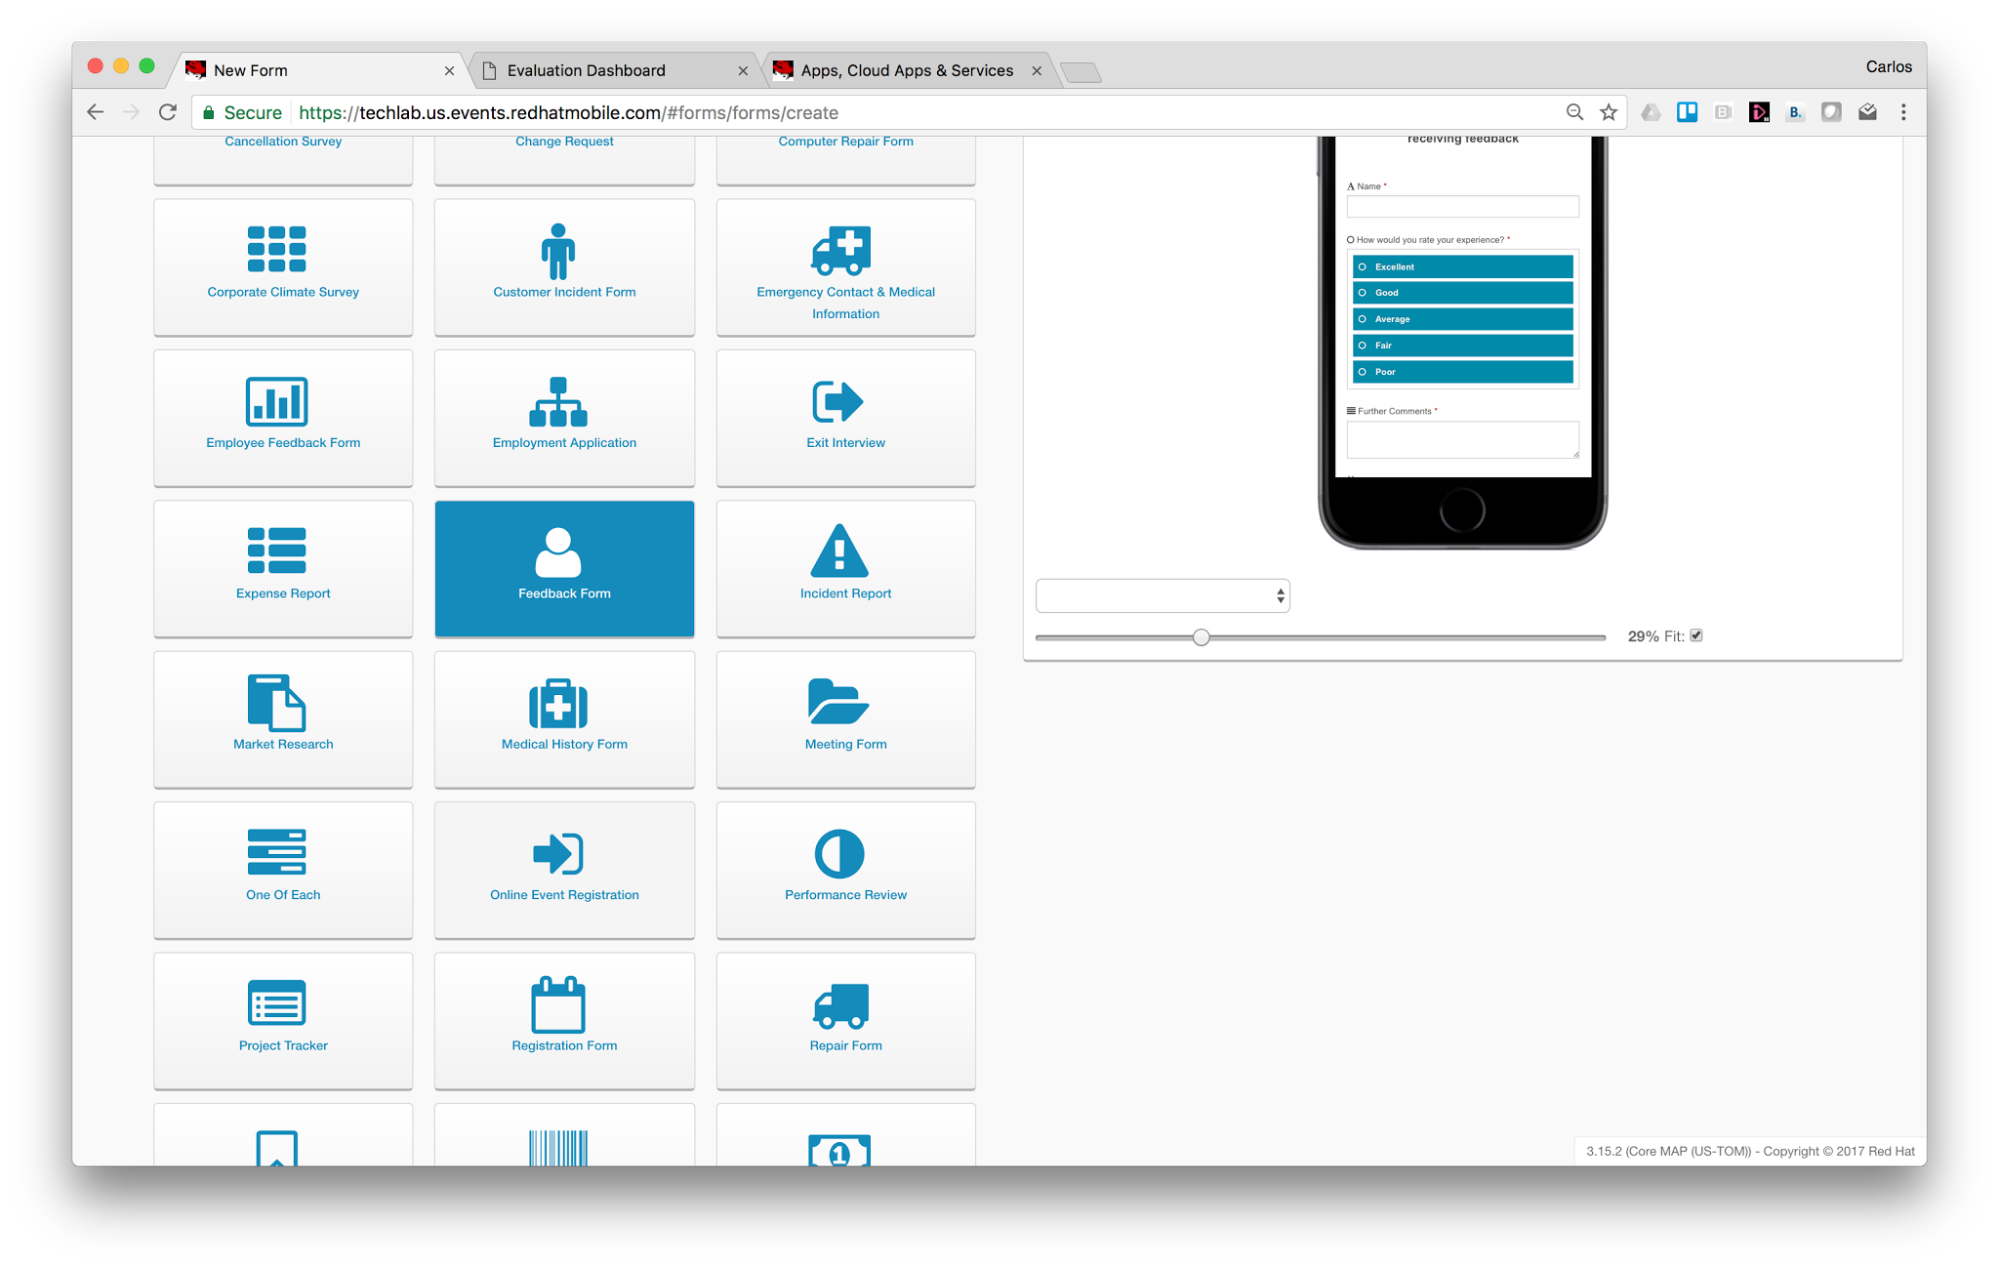 New Form
Evaluation Dashboard
Apps, Cloud Apps & Services
Carlos
Secure
https://techlab.us.events.redhatmobile.com/#forms/forms/create
B.
Cancellation Survey
Change Request
Computer Repair Form
Corporate Climate Survey
Customer Incident Form
Emergency Contact & Medical
Information
Employee Feedback Form
Employment Application
Exit Interview
Expense Report
Feedback Form
Incident Report
Market Research
Medical History Form
Meeting Form
One Of Each
Online Event Registration
Performance Review
Project Tracker
Registration Form
Repair Form
1
receiving feedback
A Name *
How would you rate your experience? *
Excellent
Good
Average
Fair
Poor
Further Comments *
29% Fit:
3.15.2 (Core MAP (US-TOM)) - Copyright © 2017 Red Hat